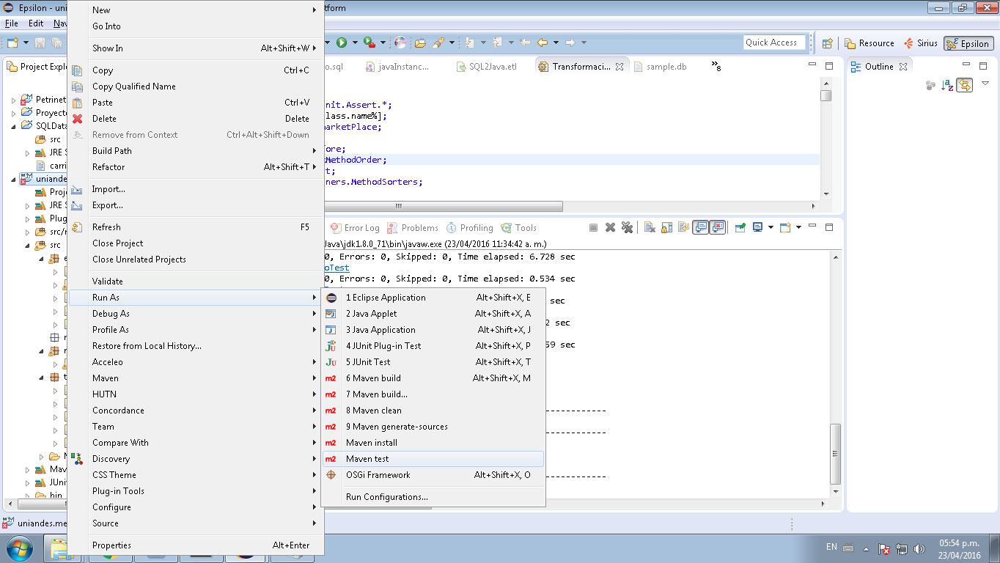 Epsilon - uni
tform
File Edit Nav
Quick Access
Resource
Sirius
Epsilon
Project Explo
Petrinet
Proyecto
SQLData
src
JRE S
carri
uniandes
Proje
JRE S
Plug
src/m
src
Mav
JUni
bin
New
Go Into
Show In Alt+Shift+W
Copy Ctrl+C
Copy Qualified Name
Paste Ctrl+V
Delete Delete
Remove from Context Ctrl+Alt+Shift+Down
Build Path
Refactor Alt+Shift+T
Import...
Export...
Refresh F5
Close Project
Close Unrelated Projects
Validate
Run As
Debug As
Profile As
Restore from Local History...
Acceleo
Maven
HUTN
Concordance
Team
Compare With
Discovery
CSS Theme
Plug-in Tools
Configure
Source
Properties Alt+Enter
1 Eclipse Application Alt+Shift+X, E
2 Java Applet Alt+Shift+X, A
3 Java Application Alt+Shift+X, J
4 JUnit Plug-in Test Alt+Shift+X, P
5 JUnit Test Alt+Shift+X, T
6 Maven build Alt+Shift+X, M
7 Maven build...
8 Maven clean
9 Maven generate-sources
Maven install
Maven test
OSGi Framework Alt+Shift+X, O
Run Configurations...
o.sql
javaInstanc...
SQL2Java.etl
Transformaci...
sample.db
8
nit.Assert.*;
lass.name%];
arketPlace;
ore;
MethodOrder;
t;
ners.MethodSorters;
Outline
Error Log
Problems
Profiling
Tools
Java\jdk1.8.0_71\bin\javaw.exe (23/04/2016 11:34:42 a. m.)
0, Errors: 0, Skipped: 0, Time elapsed: 6.728 sec
oTest
0, Errors: 0, Skipped: 0, Time elapsed: 0.534 sec
sec
2 sec
59 sec
uniandes.me
EN
05:54 p.m.
23/04/2016